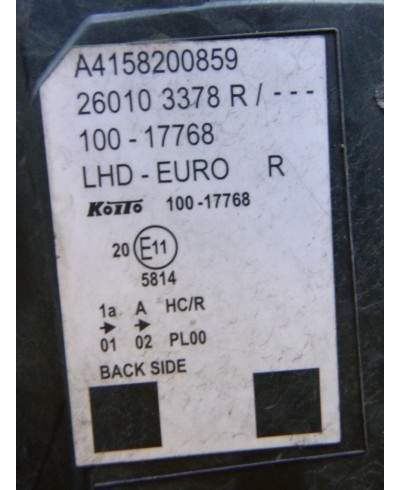 A4158200859
26010 3378 R / - - -
100 - 17768
LHD - EURO R
KOITO 100 -17768
20 E11
5814
1a A HC/R
01 02 PL00
BACK SIDE